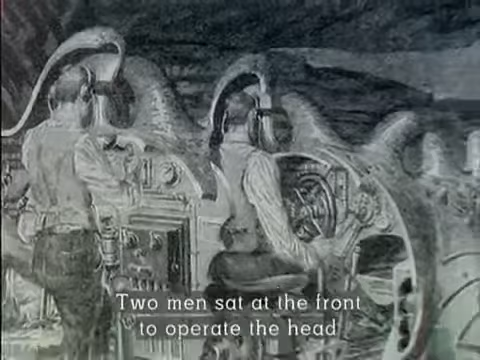 Two men sat at the front
to operate the head